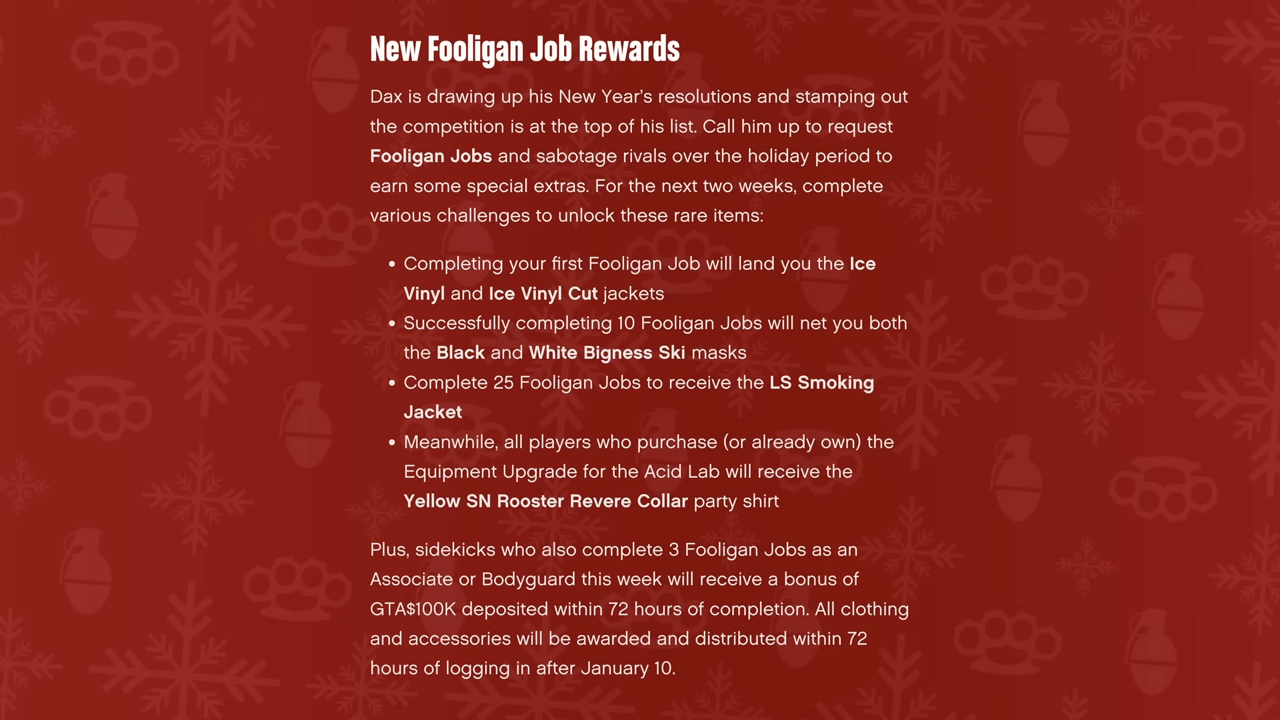 New Fooligan Job Rewards
Dax is drawing up his New Year's resolutions and stamping out
the competition is at the top of his list. Call him up to request
Fooligan Jobs and sabotage rivals over the holiday period to
earn some special extras. For the next two weeks, complete
various challenges to unlock these rare items:
• Completing your first Fooligan Job will land you the Ice
Vinyl and Ice Vinyl Cut jackets
• Successfully completing 10 Fooligan Jobs will net you both
the Black and White Bigness Ski masks
• Complete 25 Fooligan Jobs to receive the LS Smoking
Jacket
• Meanwhile, all players who purchase (or already own) the
Equipment Upgrade for the Acid Lab will receive the
Yellow SN Rooster Revere Collar party shirt
Plus, sidekicks who also complete 3 Fooligan Jobs as an
Associate or Bodyguard this week will receive a bonus of
GTA$100K deposited within 72 hours of completion. All clothing
and accessories will be awarded and distributed within 72
hours of logging in after January 10.